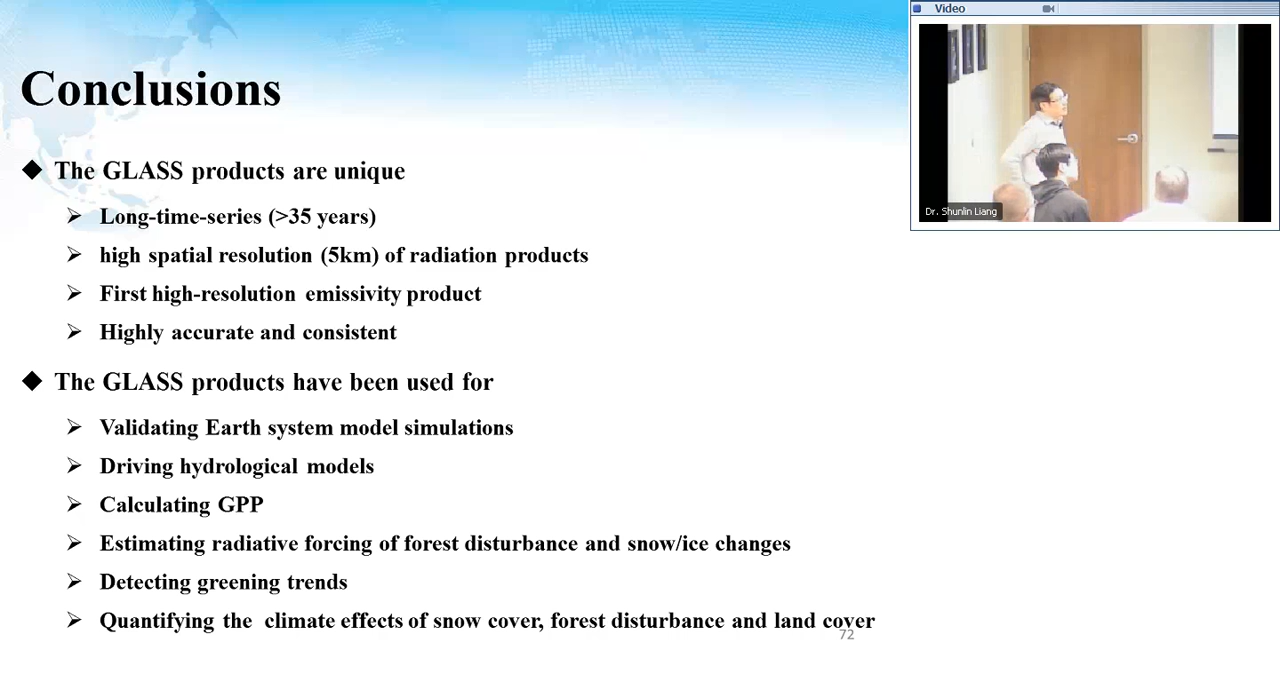 Video
Conclusions
Dr. Shunlin Liang
◆ The GLASS products are unique
➢ Long-time-series (>35 years)
➢ high spatial resolution (5km) of radiation products
➢ First high-resolution emissivity product
➢ Highly accurate and consistent
◆ The GLASS products have been used for
➢ Validating Earth system model simulations
➢ Driving hydrological models
➢ Calculating GPP
➢ Estimating radiative forcing of forest disturbance and snow/ice changes
➢ Detecting greening trends
➢ Quantifying the climate effects of snow cover, forest disturbance and land cover
72